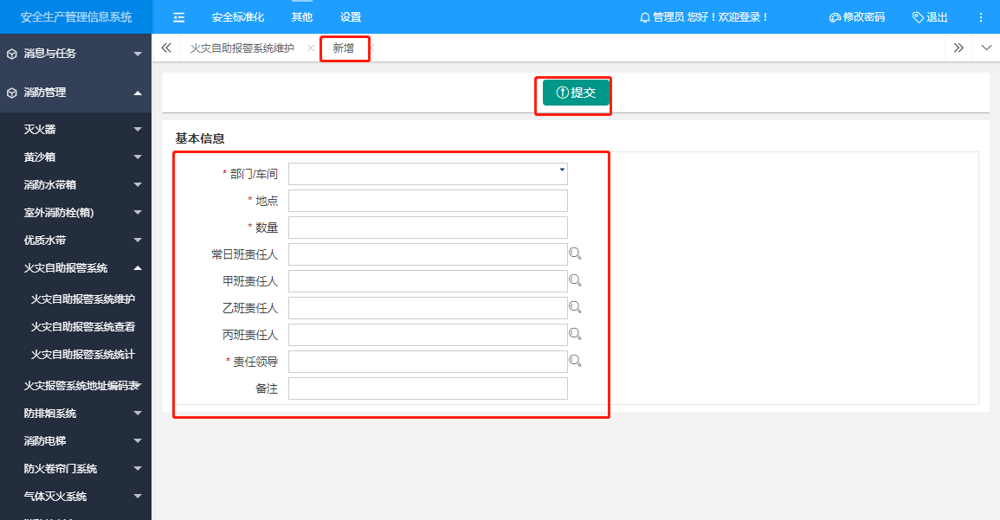 安全生产管理信息系统
安全标准化 其他 设置
管理员 您好！欢迎登录！
修改密码 退出
消息与任务
消防管理
灭火器
黄沙箱
消防水带箱
室外消防栓(箱)
优质水带
火灾自助报警系统
火灾自助报警系统维护
火灾自助报警系统查看
火灾自助报警系统统计
火灾报警系统地址编码表
防排烟系统
消防电梯
防火卷帘门系统
气体灭火系统
火灾自助报警系统维护 新增
提交
基本信息
* 部门/车间
* 地点
* 数量
常日班责任人
甲班责任人
乙班责任人
丙班责任人
* 责任领导
备注